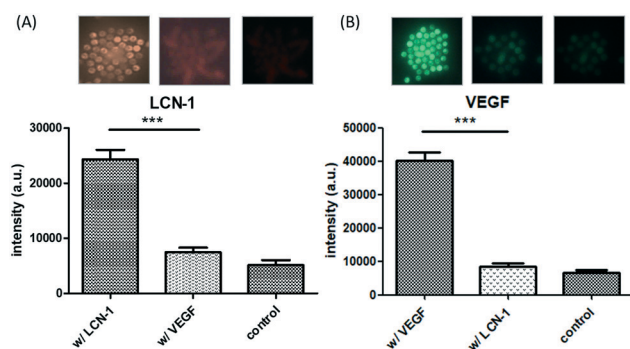 (A)
LCN-1
***
30000
20000
10000
0
intensity (a.u.)
w/ LCN-1
w/ VEGF
control
(B)
VEGF
***
50000
40000
30000
20000
10000
0
intensity (a.u.)
w/ VEGF
w/ LCN-1
control